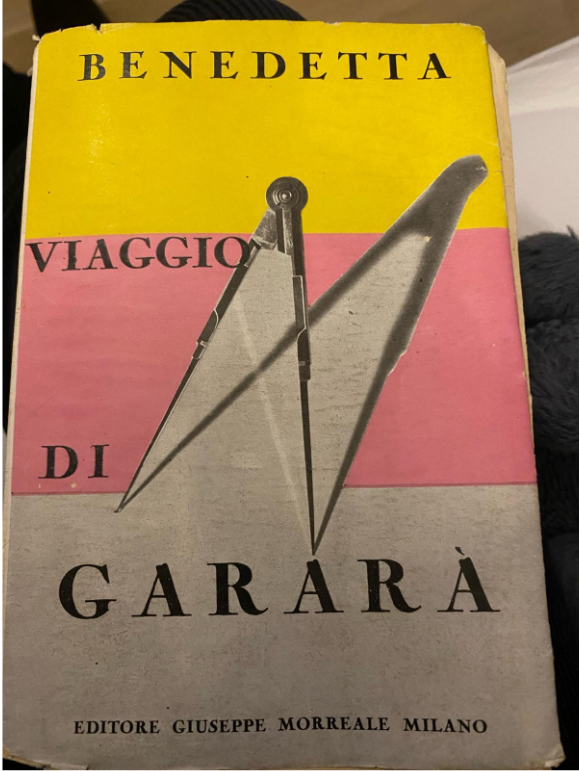 BENEDETTA
VIAGGIO
DI
GARARÀ
EDITORE GIUSEPPE MORREALE MILANO